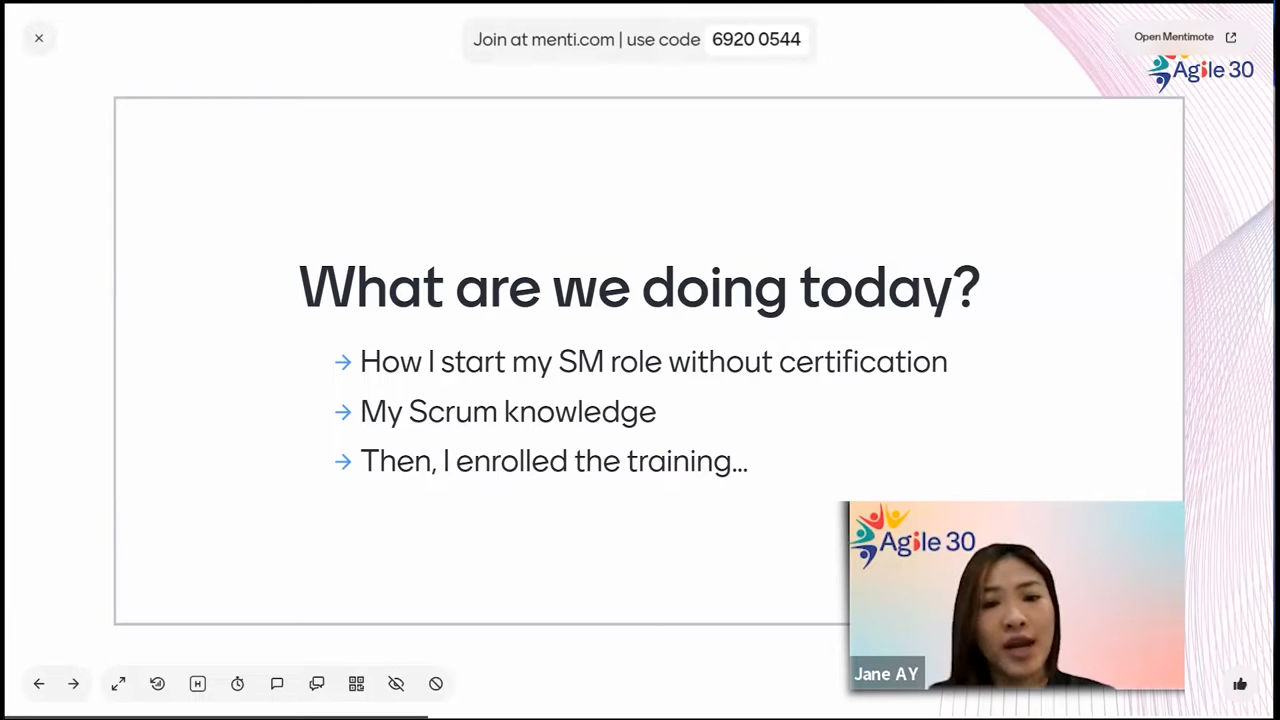 Join at menti.com | use code 6920 0544
Open Mentimote
Agile 30
What are we doing today?
→ How I start my SM role without certification
→ My Scrum knowledge
→ Then, I enrolled the training...
Agile 30
Jane AY
H